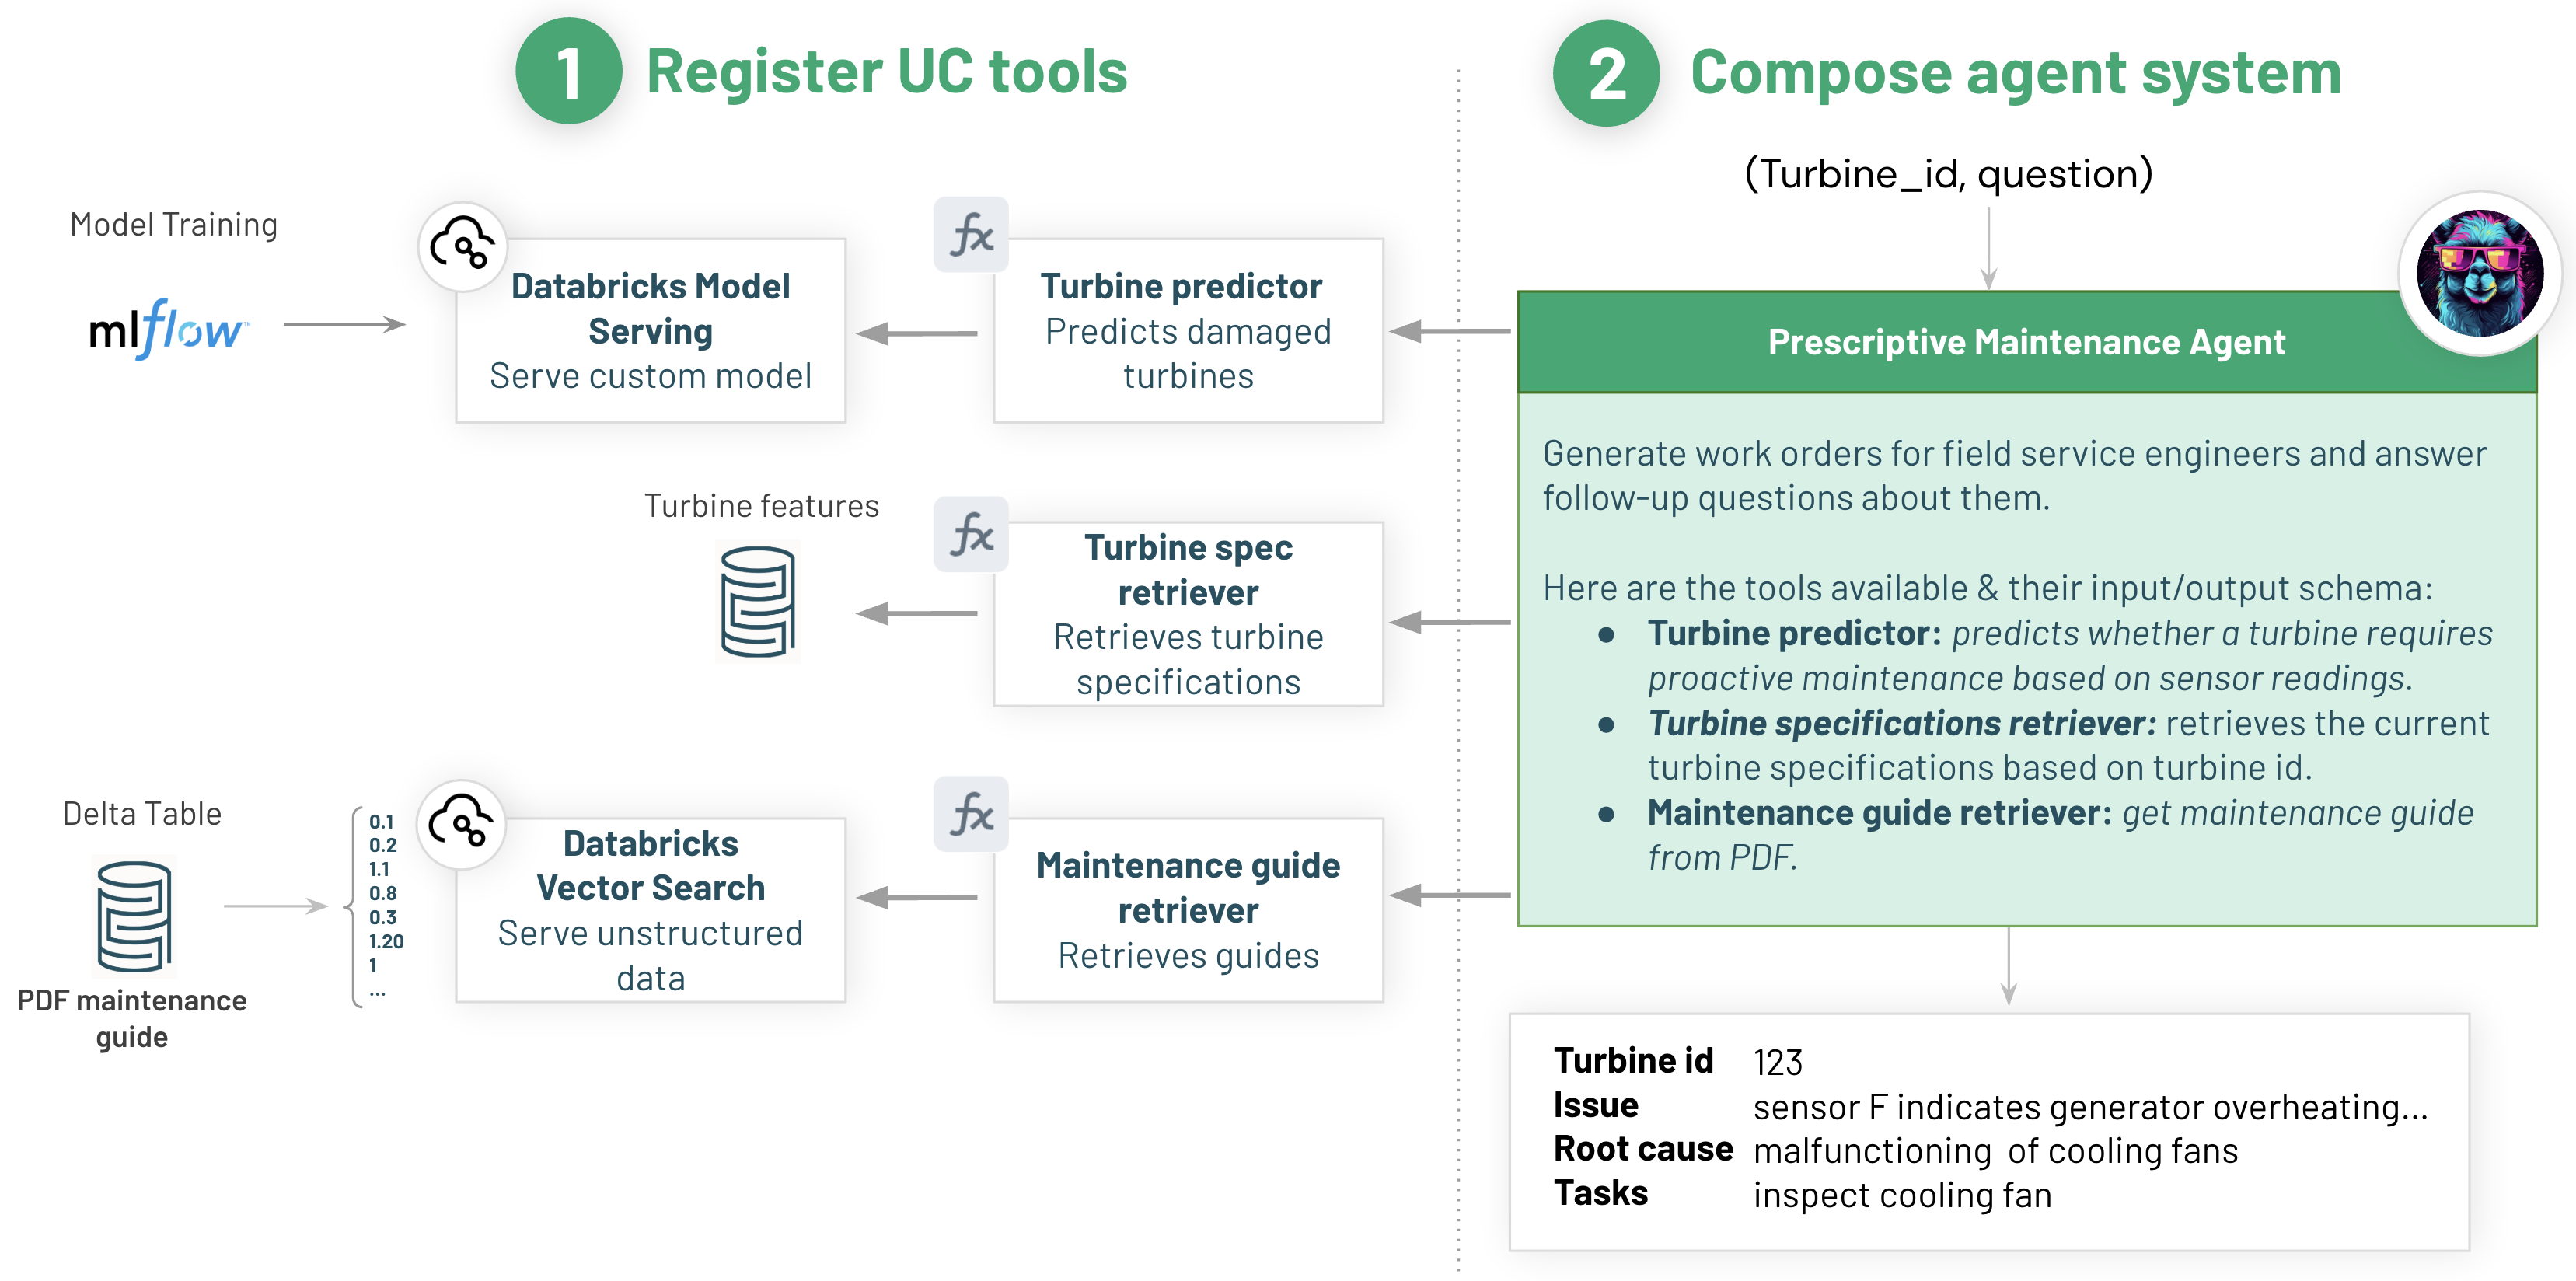 1 Register UC tools
Model Training
mlflow™
Databricks Model
Serving
Serve custom model
fx
Turbine predictor
Predicts damaged
turbines
Turbine features
fx
Turbine spec
retriever
Retrieves turbine
specifications
Delta Table
PDF maintenance
guide
0.1
0.2
1.1
0.8
0.3
1.20
1
...
Databricks
Vector Search
Serve unstructured
data
fx
Maintenance guide
retriever
Retrieves guides
2 Compose agent system
(Turbine_id, question)
Prescriptive Maintenance Agent
Generate work orders for field service engineers and answer
follow-up questions about them.
Here are the tools available & their input/output schema:
● Turbine predictor: predicts whether a turbine requires
proactive maintenance based on sensor readings.
● Turbine specifications retriever: retrieves the current
turbine specifications based on turbine id.
● Maintenance guide retriever: get maintenance guide
from PDF.
Turbine id 123
Issue sensor F indicates generator overheating...
Root cause malfunctioning of cooling fans
Tasks inspect cooling fan